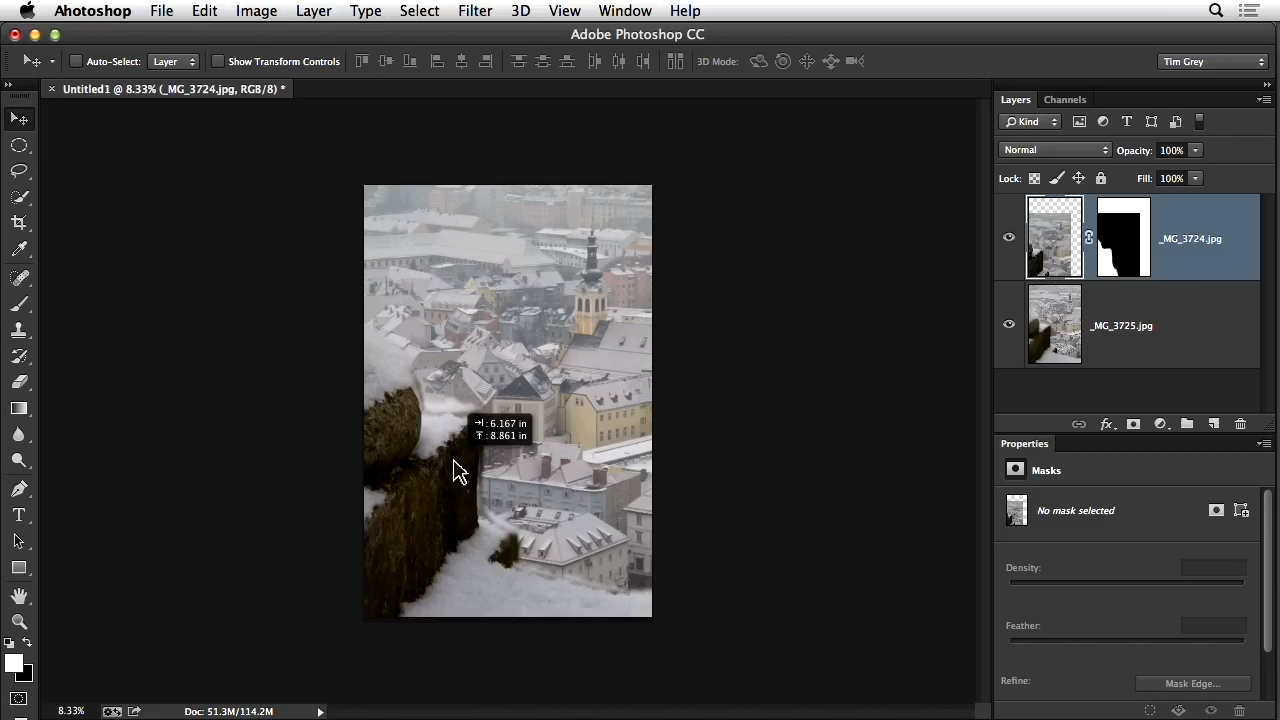 Ahotoshop File Edit Image Layer Type Select Filter 3D View Window Help
Adobe Photoshop CC
Auto-Select: Layer Show Transform Controls 3D Mode: Tim Grey
Untitled1 @ 8.33% (_MG_3724.jpg, RGB/8) *
Layers Channels
Kind
Normal Opacity: 100%
Lock: Fill: 100%
_MG_3724.jpg
_MG_3725.jpg
: 6.167 in
: 8.861 in
fx
Properties
Masks
No mask selected
Density:
Feather:
Refine: Mask Edge...
8.33% Doc: 51.3M/114.2M